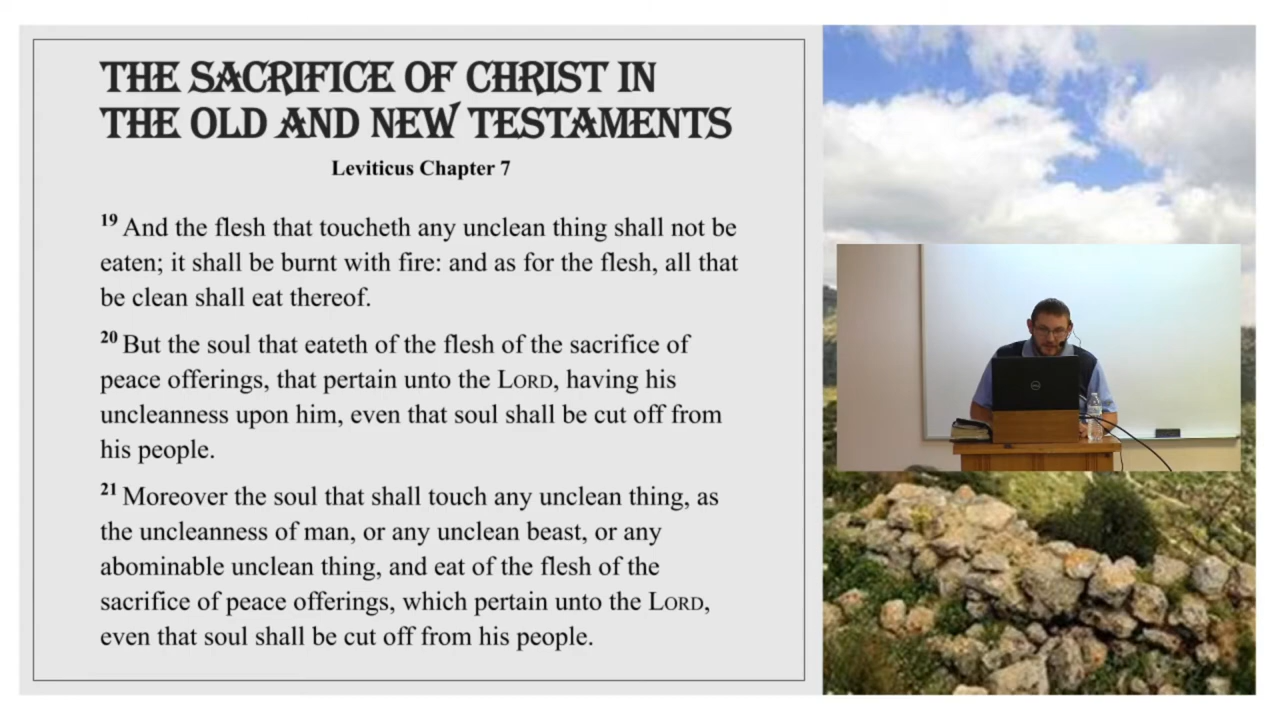 THE SACRIFICE OF CHRIST IN
THE OLD AND NEW TESTAMENTS
Leviticus Chapter 7
19 And the flesh that toucheth any unclean thing shall not be
eaten; it shall be burnt with fire: and as for the flesh, all that
be clean shall eat thereof.
20 But the soul that eateth of the flesh of the sacrifice of
peace offerings, that pertain unto the LORD, having his
uncleanness upon him, even that soul shall be cut off from
his people.
21 Moreover the soul that shall touch any unclean thing, as
the uncleanness of man, or any unclean beast, or any
abominable unclean thing, and eat of the flesh of the
sacrifice of peace offerings, which pertain unto the LORD,
even that soul shall be cut off from his people.
DELL